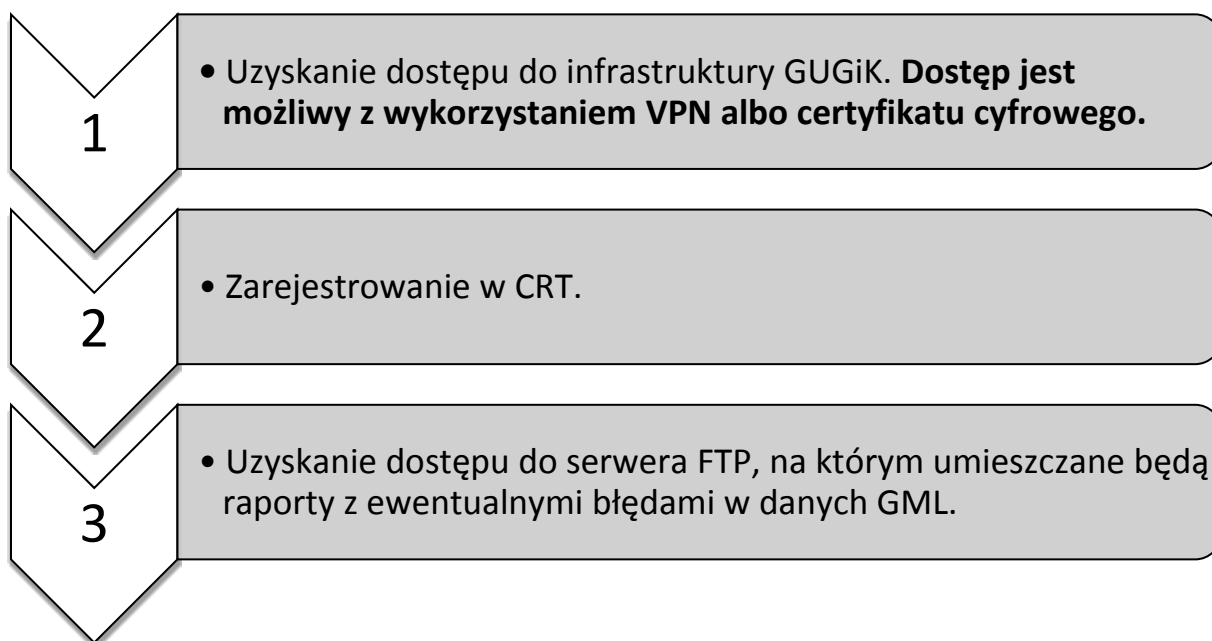 1
• Uzyskanie dostępu do infrastruktury GUGiK. Dostęp jest
możliwy z wykorzystaniem VPN albo certyfikatu cyfrowego.
2
• Zarejestrowanie w CRT.
3
• Uzyskanie dostępu do serwera FTP, na którym umieszczane będą
raporty z ewentualnymi błędami w danych GML.